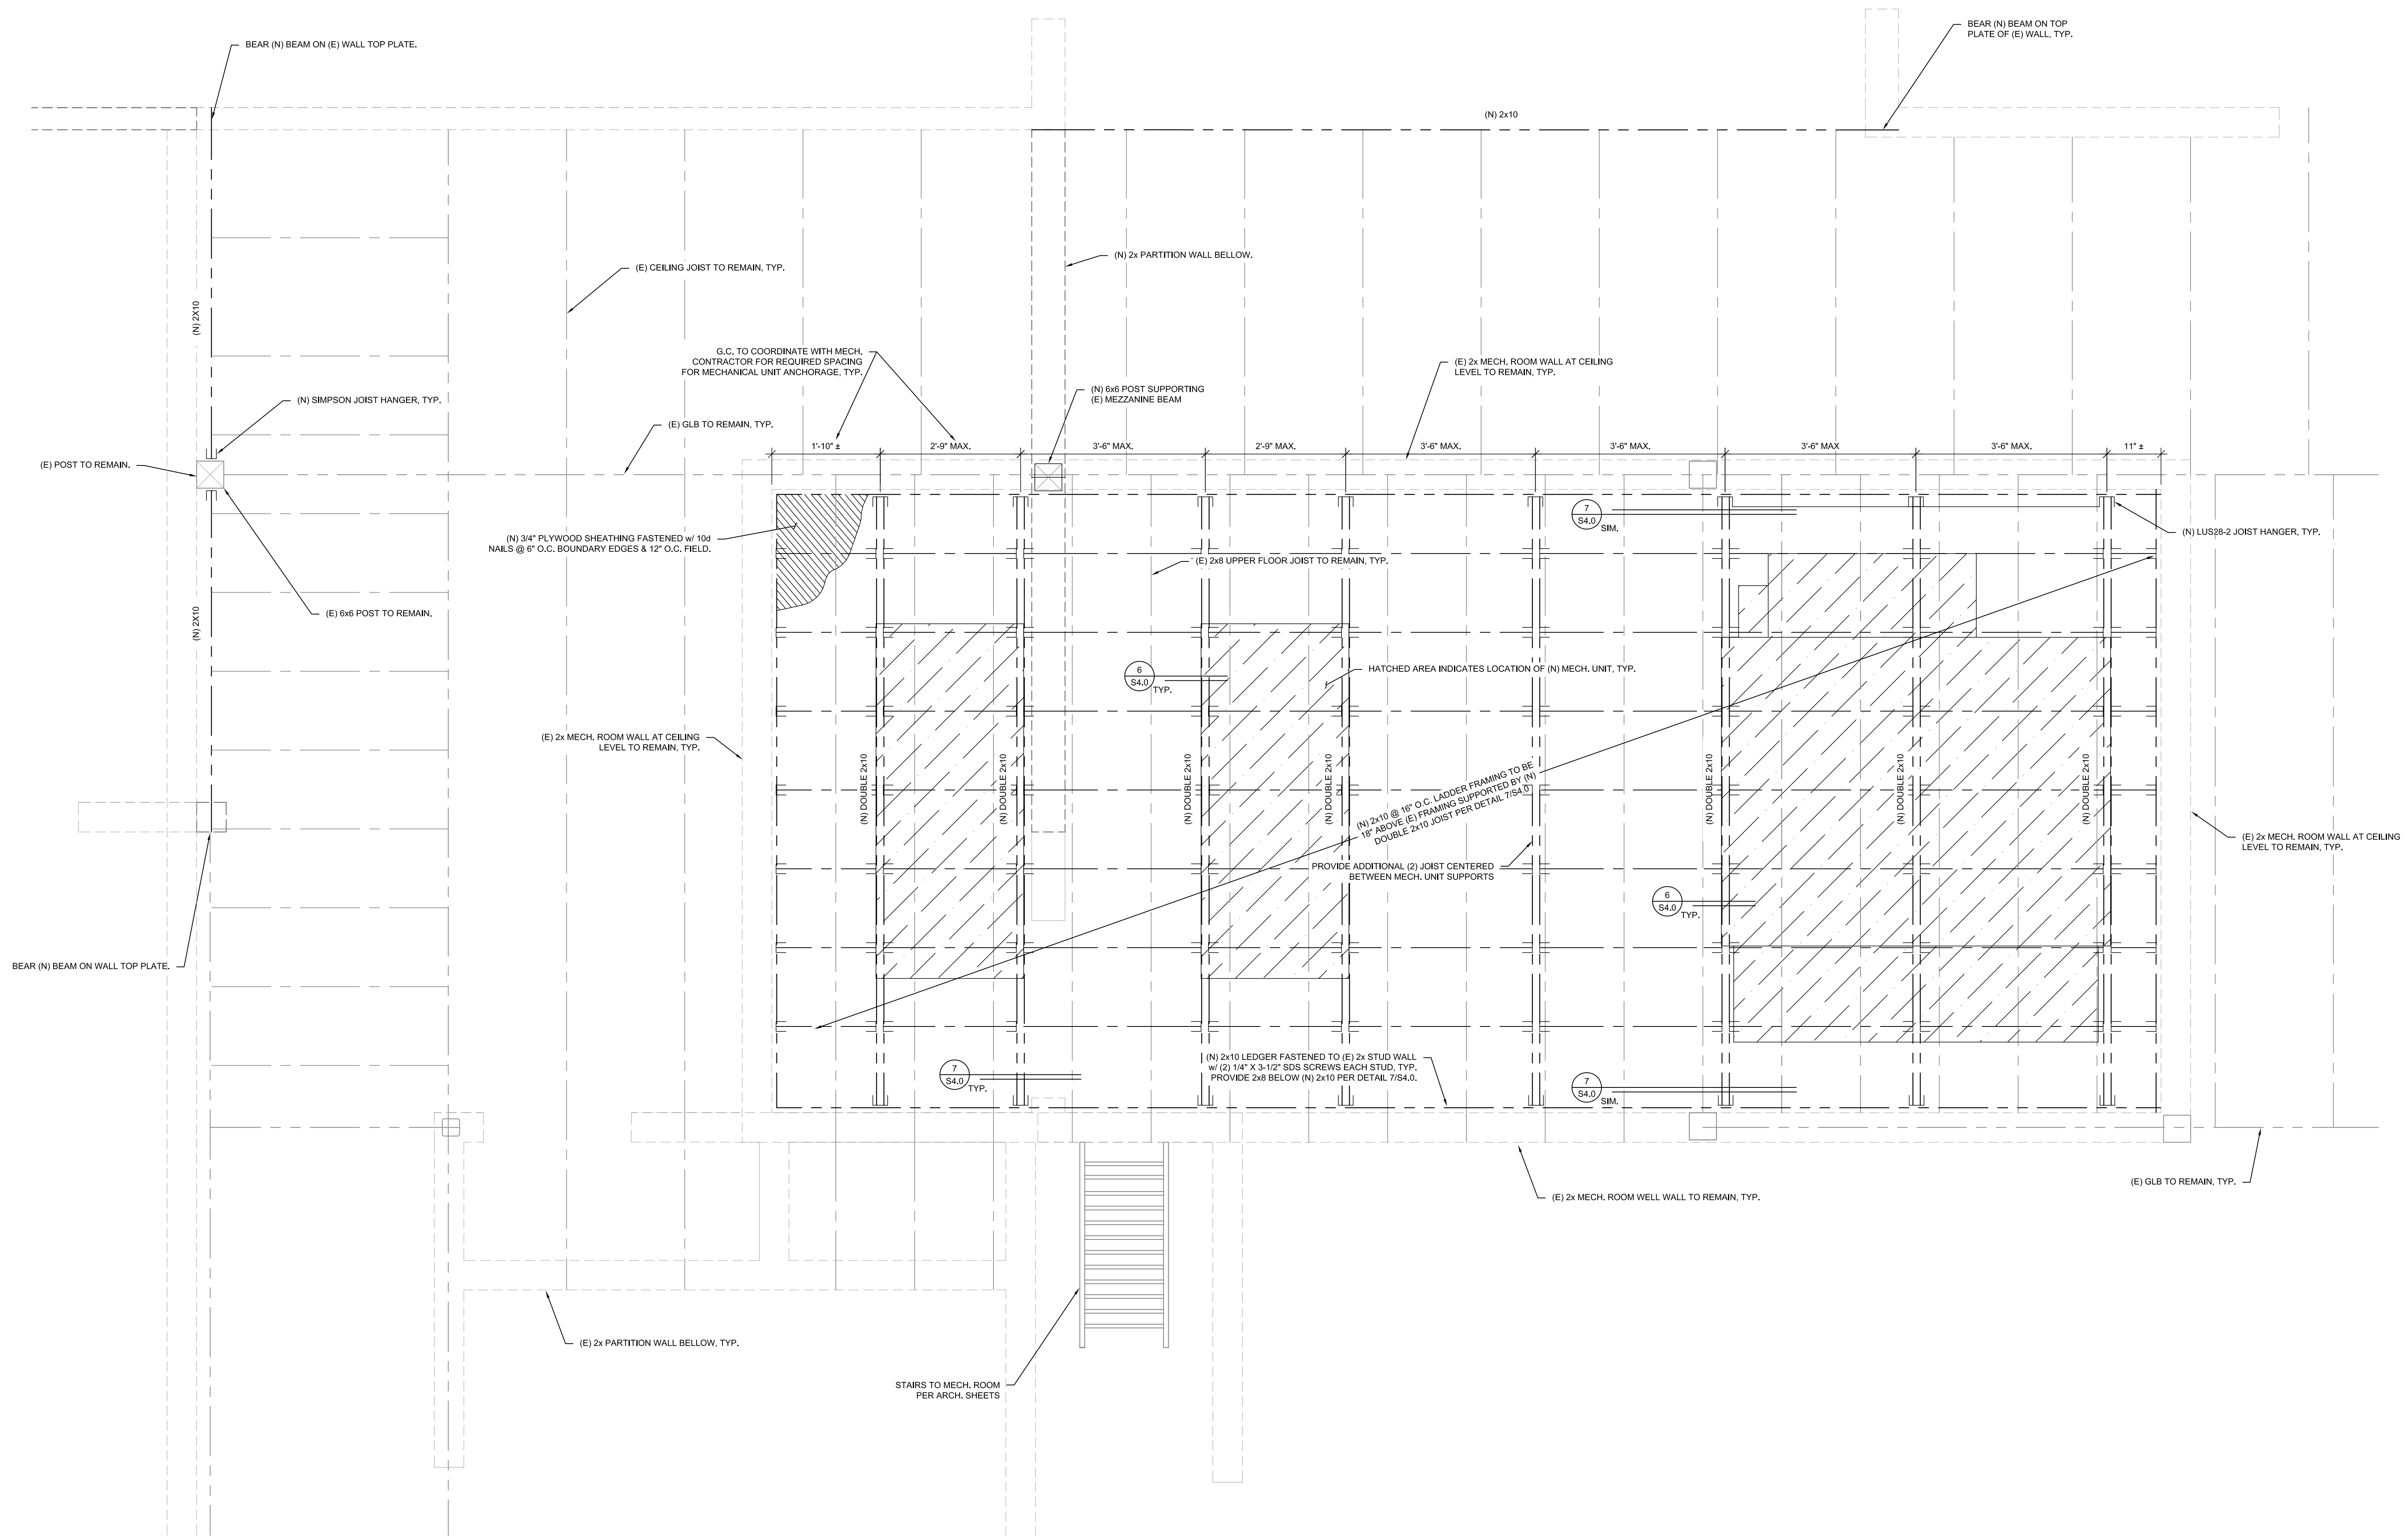 BEAR (N) BEAM ON (E) WALL TOP PLATE.
BEAR (N) BEAM ON TOP
PLATE OF (E) WALL, TYP.
(N) 2x10
(N) 2x PARTITION WALL BELLOW.
(E) CEILING JOIST TO REMAIN, TYP.
(N) 2X10
G.C. TO COORDINATE WITH MECH.
CONTRACTOR FOR REQUIRED SPACING
FOR MECHANICAL UNIT ANCHORAGE, TYP.
(E) 2x MECH. ROOM WALL AT CEILING
LEVEL TO REMAIN, TYP.
(N) 6x6 POST SUPPORTING
(E) MEZZANINE BEAM
(N) SIMPSON JOIST HANGER, TYP.
(E) GLB TO REMAIN, TYP.
1'-10" ±
2'-9" MAX.
3'-6" MAX.
2'-9" MAX.
3'-6" MAX.
3'-6" MAX.
3'-6" MAX
3'-6" MAX.
11" ±
(E) POST TO REMAIN.
7
S4.0
SIM.
(N) LUS28-2 JOIST HANGER, TYP.
(N) 3/4" PLYWOOD SHEATHING FASTENED w/ 10d
NAILS @ 6" O.C. BOUNDARY EDGES & 12" O.C. FIELD.
(E) 2x8 UPPER FLOOR JOIST TO REMAIN, TYP.
(E) 6x6 POST TO REMAIN.
(N) 2X10
6
S4.0
TYP.
HATCHED AREA INDICATES LOCATION OF (N) MECH. UNIT, TYP.
(E) 2x MECH. ROOM WALL AT CEILING
LEVEL TO REMAIN, TYP.
(N) DOUBLE 2x10
(N) DOUBLE 2x10
(N) DOUBLE 2x10
(N) DOUBLE 2x10
(N) DOUBLE 2x10
(N) DOUBLE 2x10
(N) DOUBLE 2x10
(N) 2x10 @ 16" O.C. LADDER FRAMING TO BE
18" ABOVE (E) FRAMING SUPPORTED BY (N)
DOUBLE 2x10 JOIST PER DETAIL 7/S4.0
(E) 2x MECH. ROOM WALL AT CEILING
LEVEL TO REMAIN, TYP.
PROVIDE ADDITIONAL (2) JOIST CENTERED
BETWEEN MECH. UNIT SUPPORTS
6
S4.0
TYP.
BEAR (N) BEAM ON WALL TOP PLATE.
7
S4.0
TYP.
(N) 2x10 LEDGER FASTENED TO (E) 2x STUD WALL
w/ (2) 1/4" X 3-1/2" SDS SCREWS EACH STUD, TYP.
PROVIDE 2x8 BELOW (N) 2x10 PER DETAIL 7/S4.0.
7
S4.0
SIM.
(E) GLB TO REMAIN, TYP.
(E) 2x MECH. ROOM WELL WALL TO REMAIN, TYP.
(E) 2x PARTITION WALL BELLOW, TYP.
STAIRS TO MECH. ROOM
PER ARCH. SHEETS